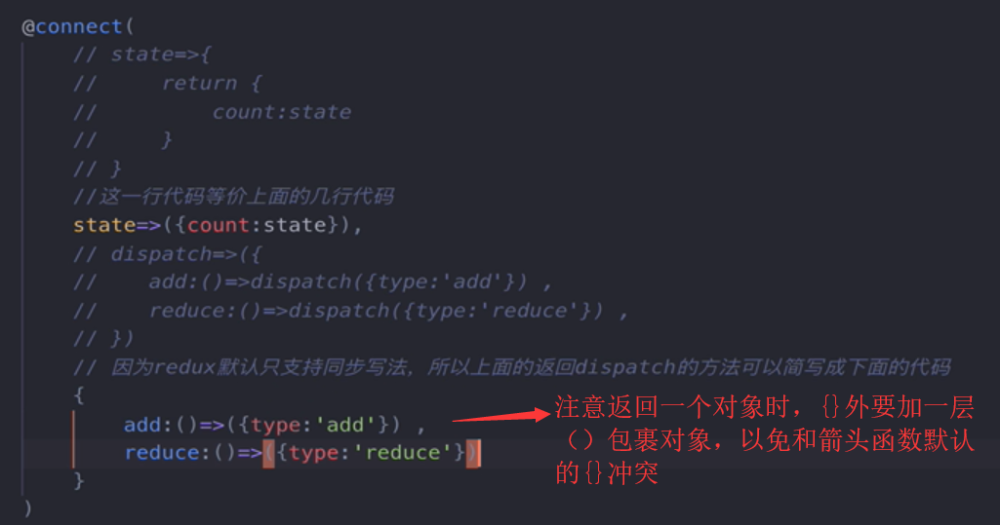 @connect(
// state=>{
//     return {
//         count:state
//     }
// }
//这一行代码等价上面的几行代码
state=>({count:state}),
// dispatch=>({
//    add:()=>dispatch({type:'add'}) ,
//    reduce:()=>dispatch({type:'reduce'}) ,
// })
// 因为redux默认只支持同步写法，所以上面的返回dispatch的方法可以简写成下面的代码
{
add:()=>({type:'add'}) ,
reduce:()=>({type:'reduce'})
}
)
注意返回一个对象时，{}外要加一层
（）包裹对象，以免和箭头函数默认
的{}冲突